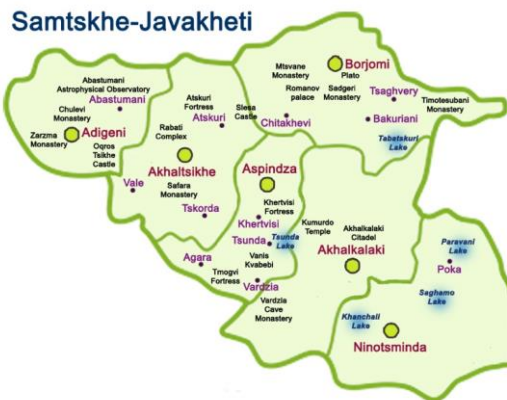 Samtskhe-Javakheti
Abastumani
Astrophysical Observatory
Abastumani
Chulevi
Monastery
Zarzma
Monastery
Adigeni
Oqros
Tsikhe
Castle
Atskuri
Fortress
Atskuri
Rabati
Complex
Akhaltsikhe
Vale
Safara
Monastery
Tskorda
Slesa
Castle
Mtsvane
Monastery
Borjomi
Plato
Romanov
palace
Sadgeri
Monastery
Tsaghvery
Timotesubani
Monastery
Chitakhevi
Bakuriani
Tabatskuri
Lake
Aspindza
Khertvisi
Fortress
Khertvisi
Tsunda
Tsunda
Lake
Agara
Tmogvi
Fortress
Vanis
Kvabebi
Vardzia
Vardzia
Cave
Monastery
Kumurdo
Temple
Akhalkalaki
Citadel
Akhalkalaki
Paravani
Lake
Poka
Saghamo
Lake
Khanchali
Lake
Ninotsminda